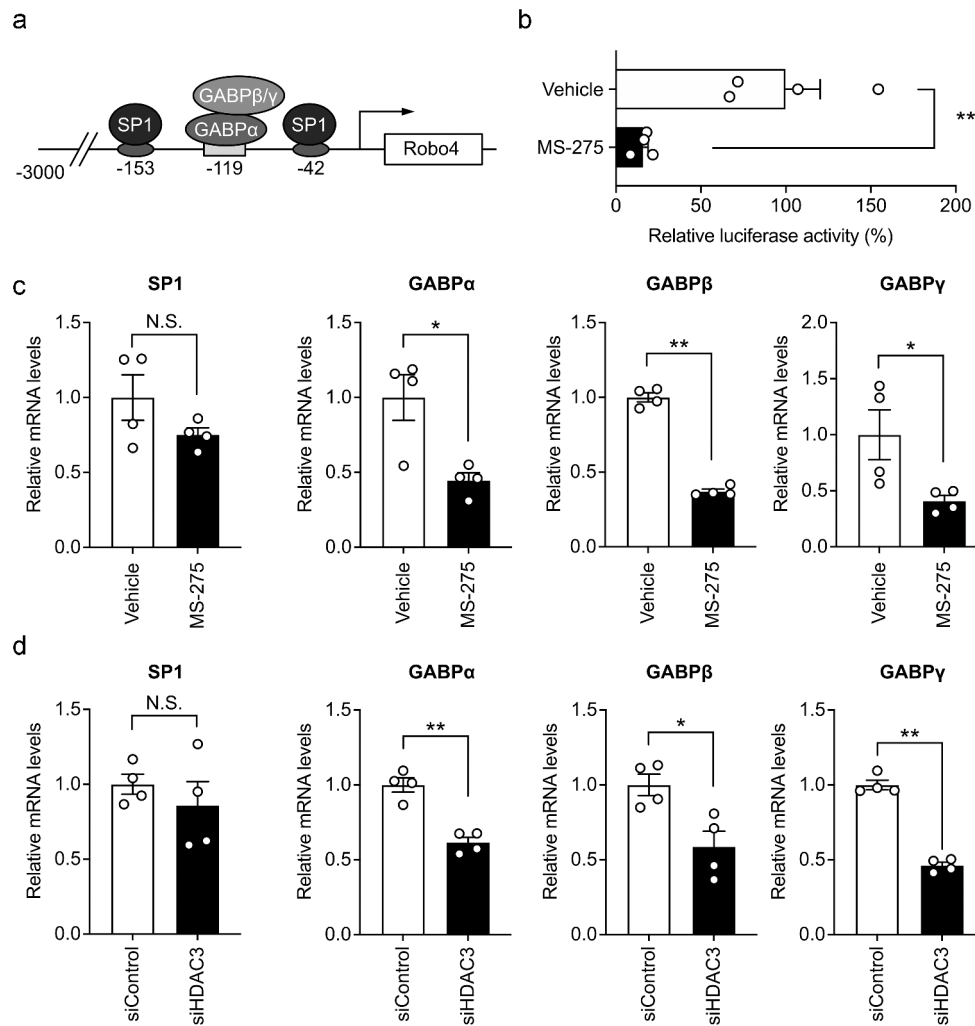 a
GABPβ/γ
SP1
GABPα
SP1
Robo4
-3000
-153
-119
-42
b
Vehicle
MS-275
**
0
50
100
150
200
Relative luciferase activity (%)
c
SP1
Relative mRNA levels
1.5
1.0
0.5
0.0
N.S.
Vehicle
MS-275
GABPα
Relative mRNA levels
1.5
1.0
0.5
0.0
*
Vehicle
MS-275
GABPβ
Relative mRNA levels
1.5
1.0
0.5
0.0
**
Vehicle
MS-275
GABPγ
Relative mRNA levels
2.0
1.5
1.0
0.5
0.0
*
Vehicle
MS-275
d
SP1
Relative mRNA levels
1.5
1.0
0.5
0.0
N.S.
siControl
siHDAC3
GABPα
Relative mRNA levels
1.5
1.0
0.5
0.0
**
siControl
siHDAC3
GABPβ
Relative mRNA levels
1.5
1.0
0.5
0.0
*
siControl
siHDAC3
GABPγ
Relative mRNA levels
1.5
1.0
0.5
0.0
**
siControl
siHDAC3